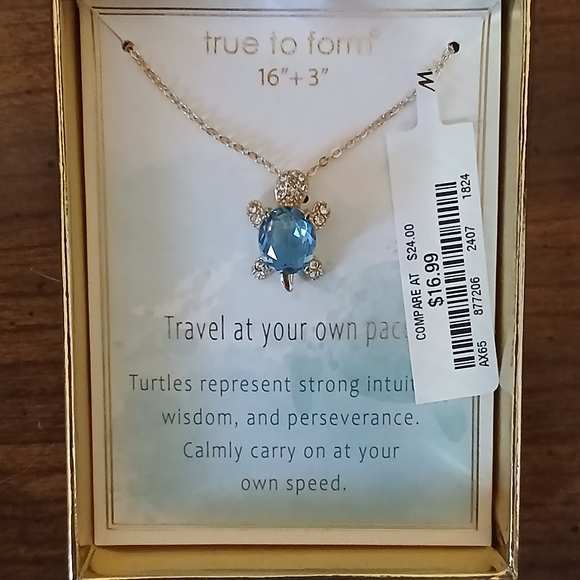 true to form®
16"+3"
W
COMPARE AT $24.00
$16.99
877206 2407 1824
AX65
Travel at your own pac
Turtles represent strong intuit
wisdom, and perseverance.
Calmly carry on at your
own speed.